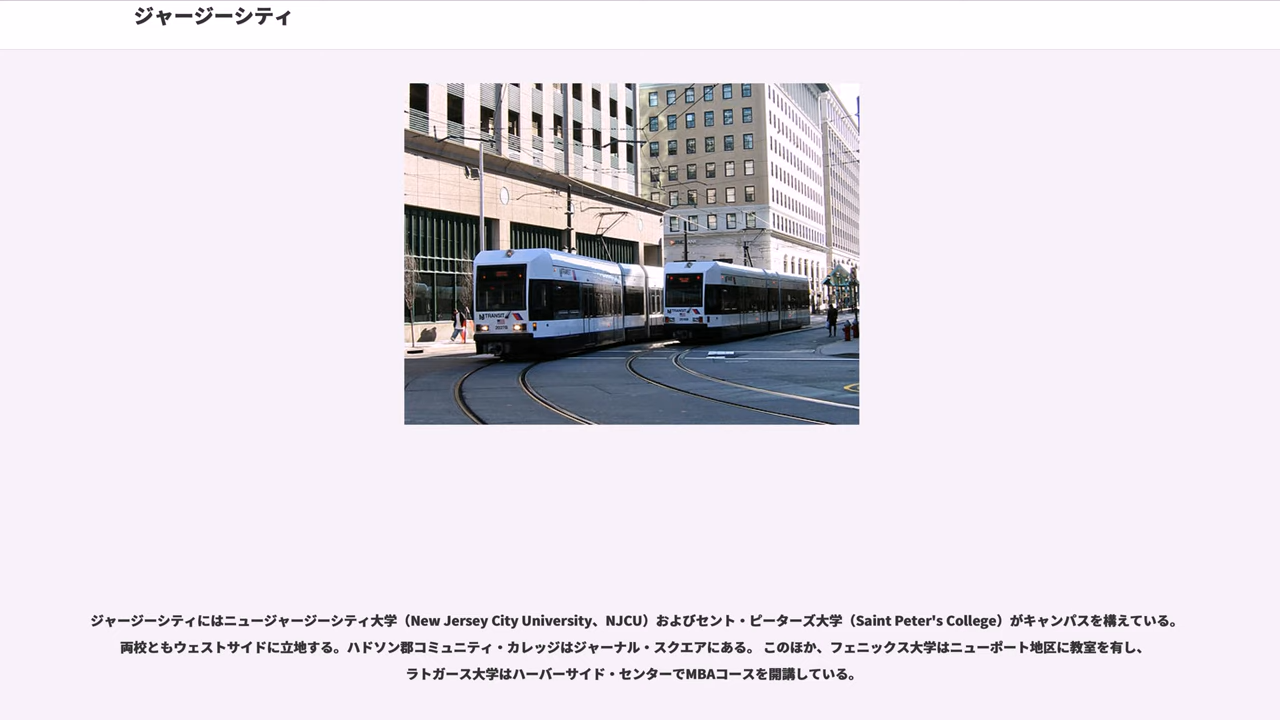 ジャージーシティ
NJ TRANSIT
NJ TRANSIT
ジャージーシティにはニュージャージーシティ大学（New Jersey City University、NJCU）およびセント・ピーターズ大学（Saint Peter's College）がキャンパスを構えている。
両校ともウェストサイドに立地する。ハドソン郡コミュニティ・カレッジはジャーナル・スクエアにある。 このほか、フェニックス大学はニューポート地区に教室を有し、
ラトガース大学はハーバーサイド・センターでMBAコースを開講している。